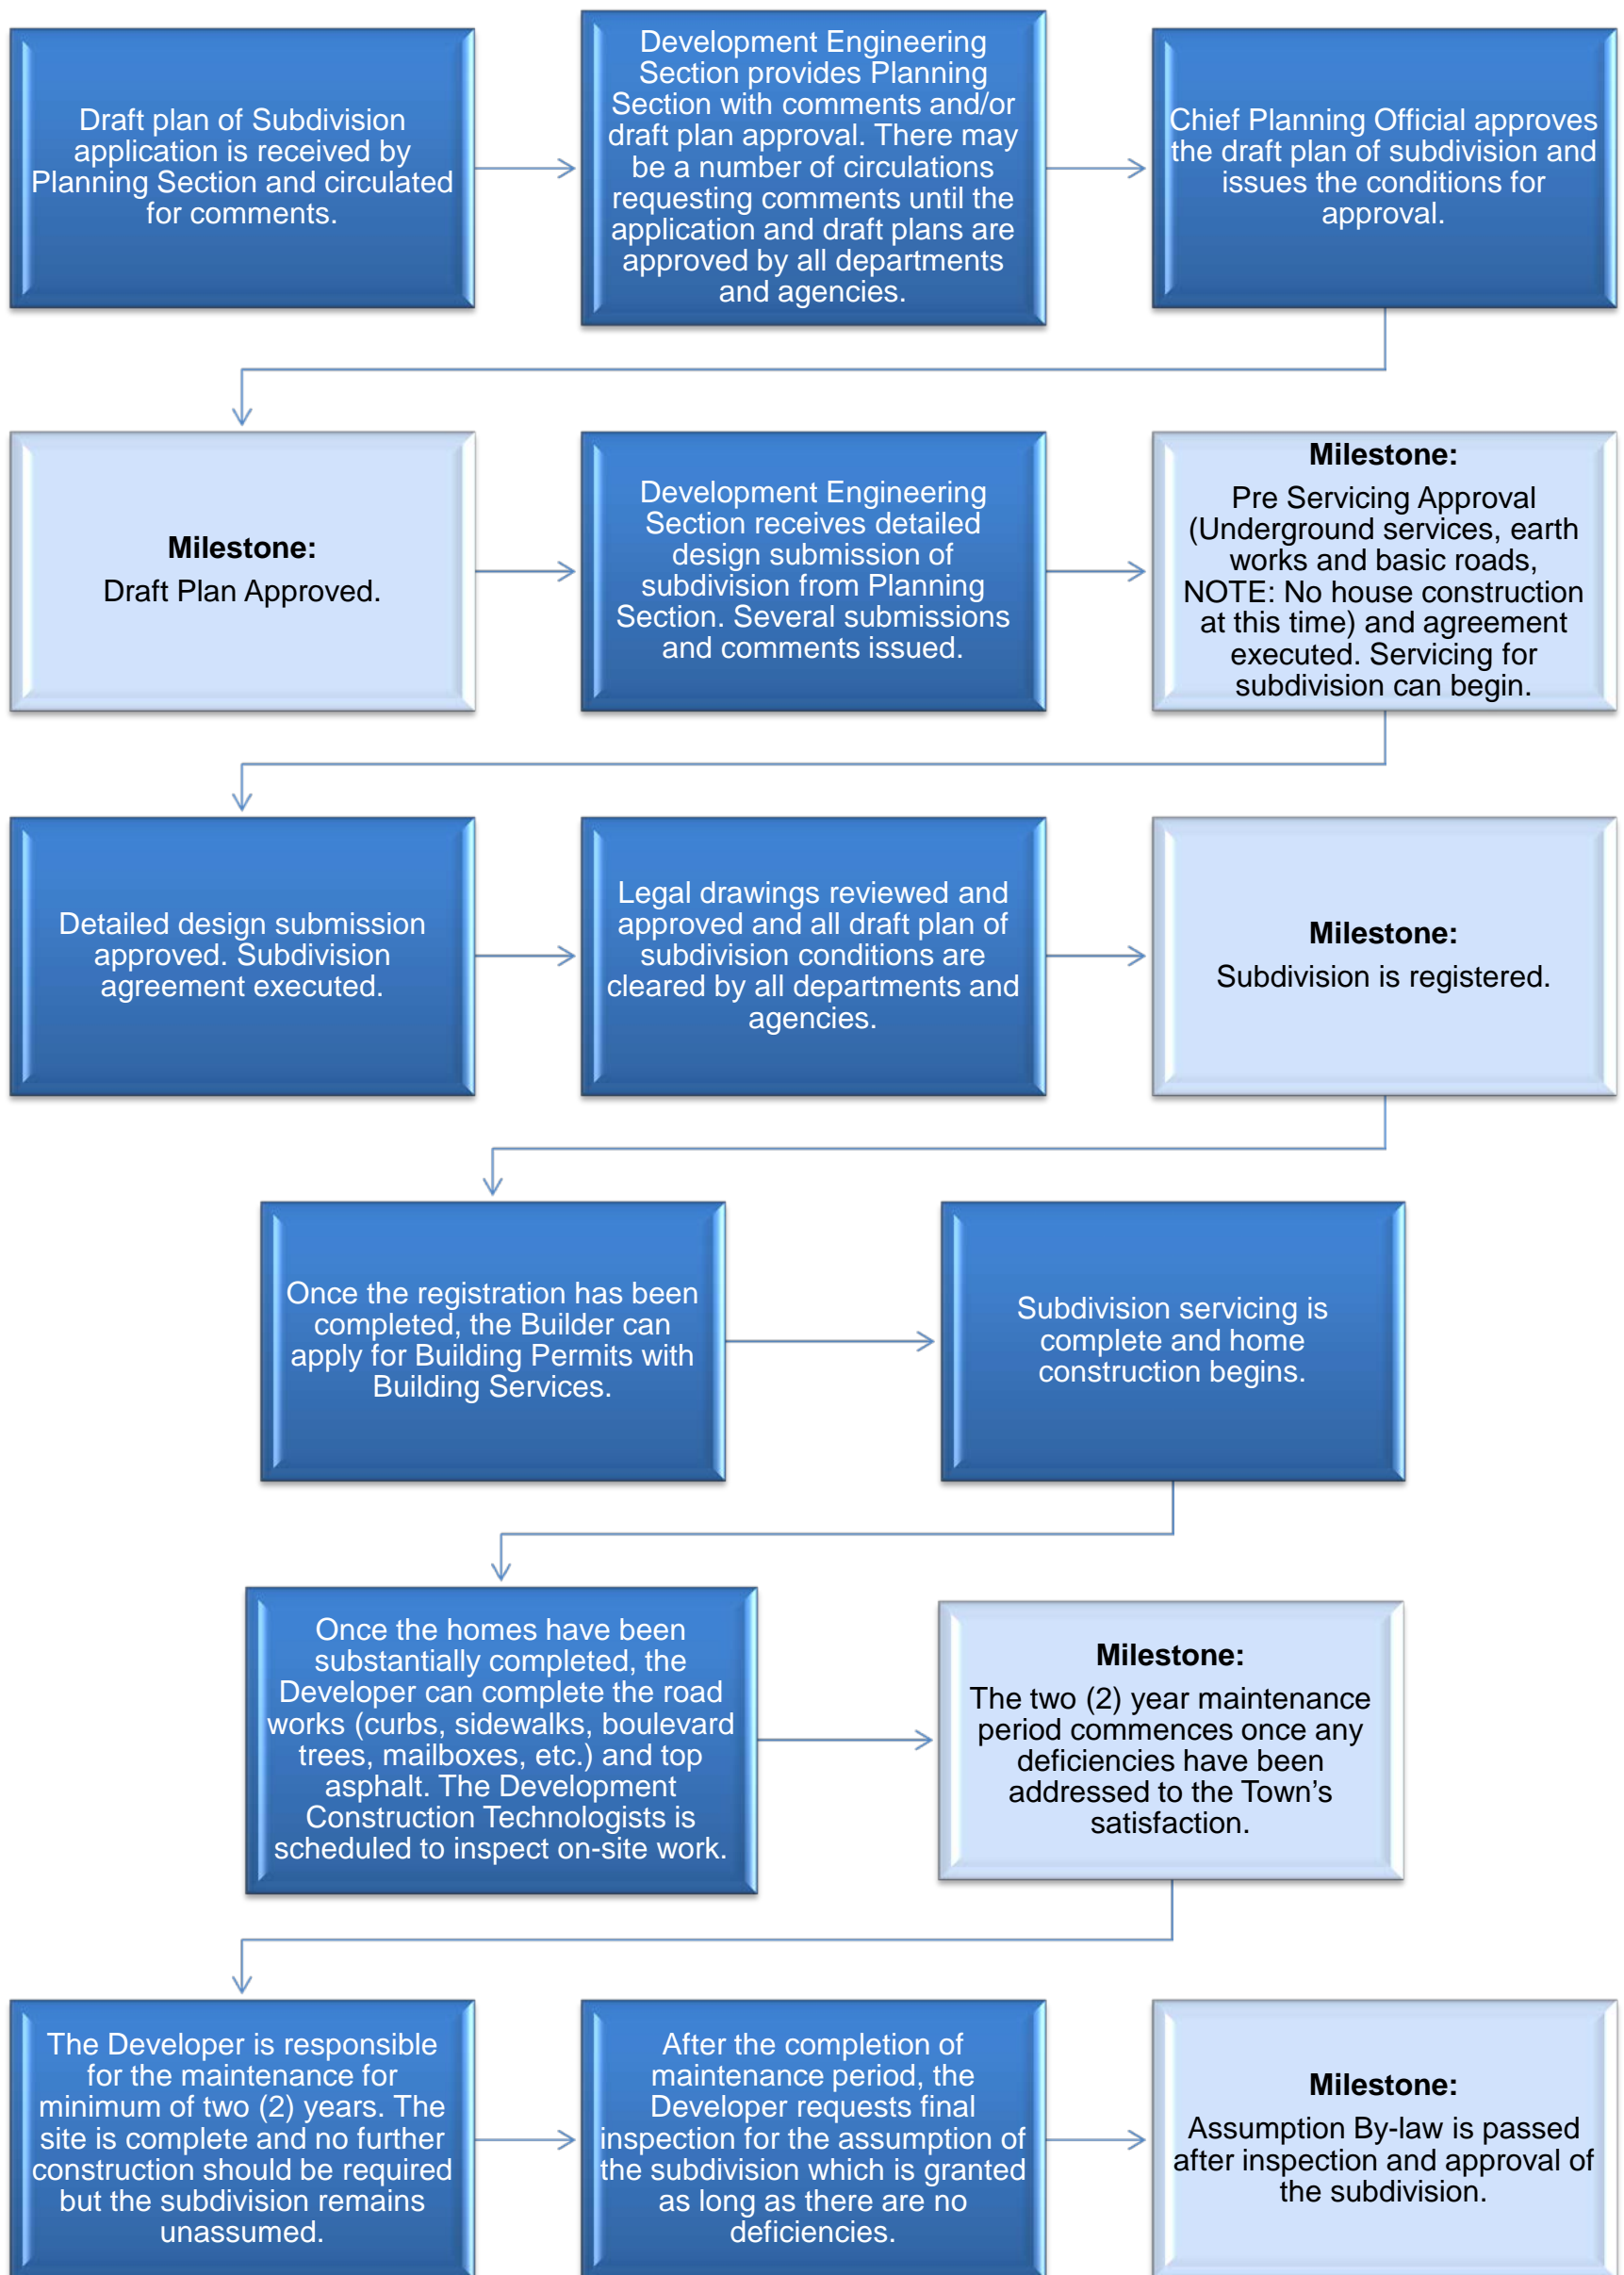 Draft plan of Subdivision
application is received by
Planning Section and circulated
for comments.
Development Engineering
Section provides Planning
Section with comments and/or
draft plan approval. There may
be a number of circulations
requesting comments until the
application and draft plans are
approved by all departments
and agencies.
Chief Planning Official approves
the draft plan of subdivision and
issues the conditions for
approval.
Milestone:
Draft Plan Approved.
Development Engineering
Section receives detailed
design submission of
subdivision from Planning
Section. Several submissions
and comments issued.
Milestone:
Pre Servicing Approval
(Underground services, earth
works and basic roads,
NOTE: No house construction
at this time) and agreement
executed. Servicing for
subdivision can begin.
Detailed design submission
approved. Subdivision
agreement executed.
Legal drawings reviewed and
approved and all draft plan of
subdivision conditions are
cleared by all departments and
agencies.
Milestone:
Subdivision is registered.
Once the registration has been
completed, the Builder can
apply for Building Permits with
Building Services.
Subdivision servicing is
complete and home
construction begins.
Once the homes have been
substantially completed, the
Developer can complete the road
works (curbs, sidewalks, boulevard
trees, mailboxes, etc.) and top
asphalt. The Development
Construction Technologists is
scheduled to inspect on-site work.
Milestone:
The two (2) year maintenance
period commences once any
deficiencies have been
addressed to the Town’s
satisfaction.
The Developer is responsible
for the maintenance for
minimum of two (2) years. The
site is complete and no further
construction should be required
but the subdivision remains
unassumed.
After the completion of
maintenance period, the
Developer requests final
inspection for the assumption of
the subdivision which is granted
as long as there are no
deficiencies.
Milestone:
Assumption By-law is passed
after inspection and approval of
the subdivision.